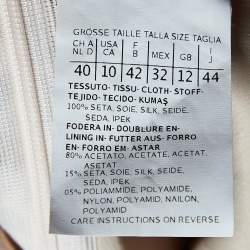 GROSSE TAILLE TALLA SIZE TAGLIA
CH A USA F MEX GB I
NL D CA B J
40 10 42 32 12 44
TESSUTO-TISSU-CLOTH-STOFF-
TEJIDO-TECIDO-KUMAŞ
100% SETA, SOIE, SILK, SEIDE,
SEDA, IPEK
FODERA IN-DOUBLURE EN-
LINING IN-FUTTER AUS-FORRO
EN-FORRO EM-ASTAR
80% ACETATO, ACETATE, ACETAT,
ASETAT
15% SETA, SOIE, SILK, SEIDE,
SEDA, IPEK
05% POLIAMMIDE, POLYAMIDE,
NYLON, POLYAMID, NAILON,
POLYAMID
CARE INSTRUCTIONS ON REVERSE